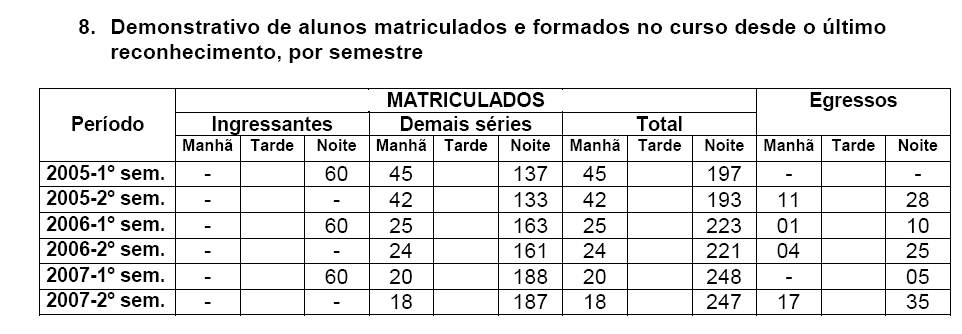 8. Demonstrativo de alunos matriculados e formados no curso desde o último
reconhecimento, por semestre
MATRICULADOS Egressos
Período Ingressantes Demais séries Total
Manhã Tarde Noite Manhã Tarde Noite Manhã Tarde Noite Manhã Tarde Noite
2005-1º sem. - 60 45 137 45 197 - -
2005-2º sem. - - 42 133 42 193 11 28
2006-1º sem. - 60 25 163 25 223 01 10
2006-2º sem. - - 24 161 24 221 04 25
2007-1º sem. - 60 20 188 20 248 - 05
2007-2º sem. - - 18 187 18 247 17 35